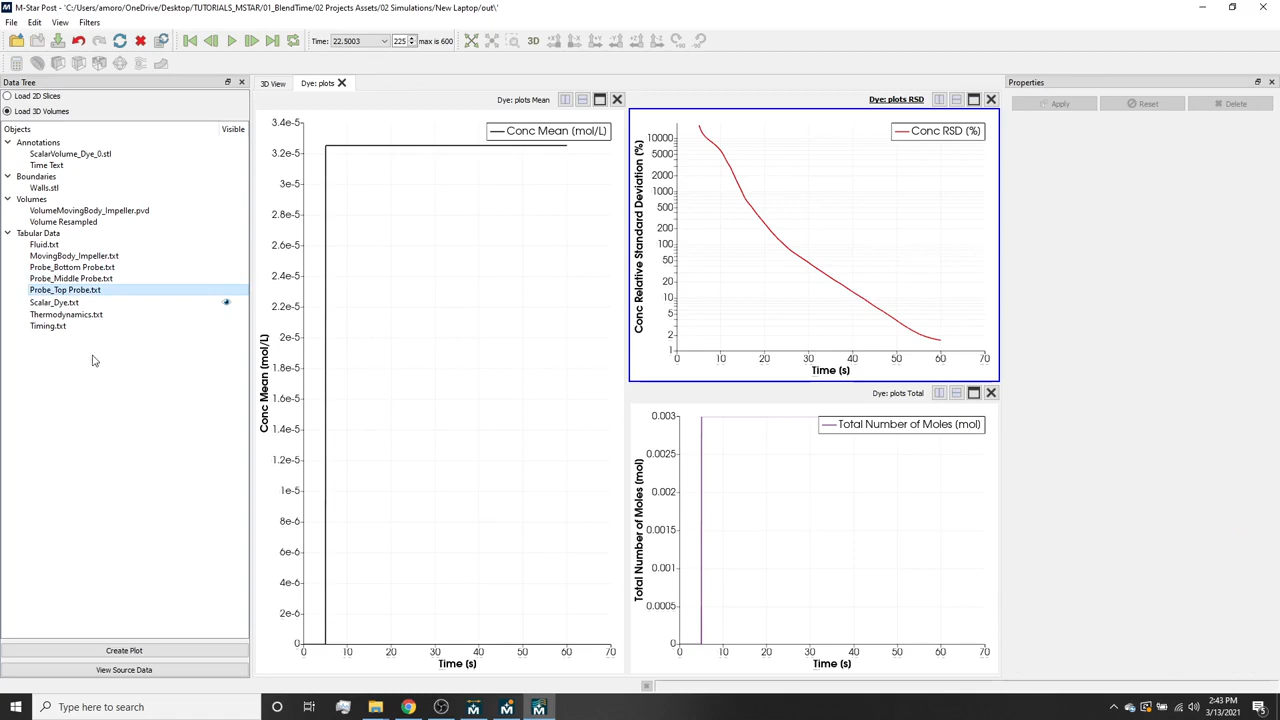 M-Star Post - 'C:/Users/amoro/OneDrive/Desktop/TUTORIALS_MSTAR/01_BlendTime/02 Projects Assets/02 Simulations/New Laptop/out\'
File Edit View Filters
Time: 22.5003 225 max is 600 3D
Data Tree
Load 2D Slices
Load 3D Volumes
Objects Visible
Annotations
ScalarVolume_Dye_0.stl
Time Text
Boundaries
Walls.stl
Volumes
VolumeMovingBody_Impeller.pvd
Volume Resampled
Tabular Data
Fluid.txt
MovingBody_Impeller.txt
Probe_Bottom Probe.txt
Probe_Middle Probe.txt
Probe_Top Probe.txt
Scalar_Dye.txt
Thermodynamics.txt
Timing.txt
Create Plot
View Source Data
3D View Dye: plots
Dye: plots Mean
Conc Mean (mol/L)
3.4e-5
3.2e-5
3e-5
2.8e-5
2.6e-5
2.4e-5
2.2e-5
2e-5
1.8e-5
1.6e-5
1.4e-5
1.2e-5
1e-5
8e-6
6e-6
4e-6
2e-6
0
Conc Mean (mol/L)
0 10 20 30 40 50 60 70
Time (s)
Dye: plots RSD
Conc RSD (%)
10000
5000
2000
1000
500
200
100
50
20
10
5
2
1
Conc Relative Standard Deviation (%)
0 10 20 30 40 50 60 70
Time (s)
Dye: plots Total
Total Number of Moles (mol)
0.003
0.0025
0.002
0.0015
0.001
0.0005
0
Total Number of Moles (mol)
0 10 20 30 40 50 60 70
Time (s)
Properties
Apply Reset Delete
Type here to search
2:43 PM
3/13/2021